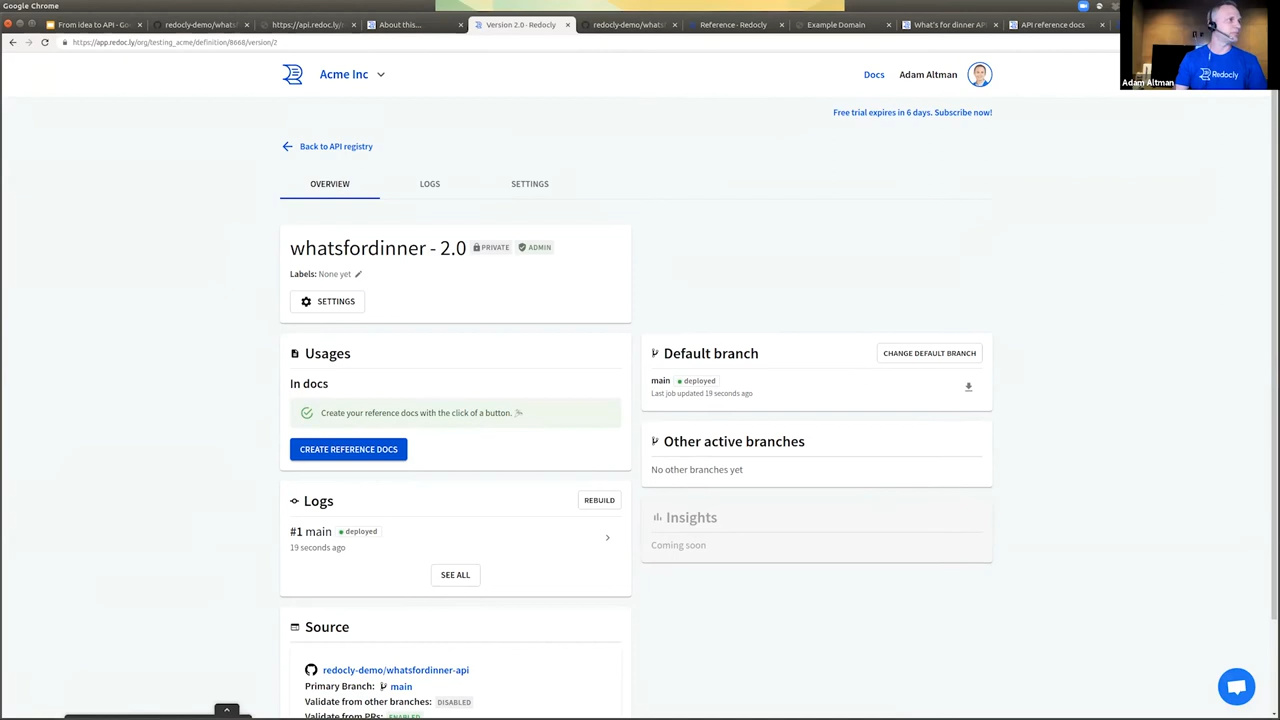 Google Chrome
From idea to API - Go
redocly-demo/whats
https://api.redoc.ly/r
About this...
Version 2.0 - Redocly
redocly-demo/whats
Reference · Redocly
Example Domain
What's for dinner API
API reference docs
https://app.redoc.ly/org/testing_acme/definition/8668/version/2
Redocly
Adam Altman
Acme Inc
Docs
Adam Altman
Free trial expires in 6 days. Subscribe now!
Back to API registry
OVERVIEW
LOGS
SETTINGS
whatsfordinner - 2.0 PRIVATE ADMIN
Labels: None yet
SETTINGS
Usages
In docs
Create your reference docs with the click of a button.
CREATE REFERENCE DOCS
Default branch
CHANGE DEFAULT BRANCH
main deployed
Last job updated 19 seconds ago
Other active branches
No other branches yet
Logs
REBUILD
#1 main deployed
19 seconds ago
SEE ALL
Insights
Coming soon
Source
redocly-demo/whatsfordinner-api
Primary Branch: main
Validate from other branches: DISABLED
Validate from PRs: ENABLED